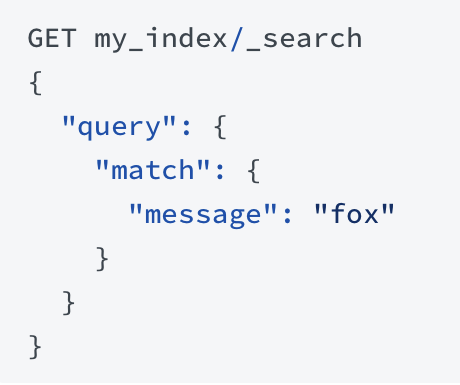 GET my_index/_search
{
  "query": {
    "match": {
      "message": "fox"
    }
  }
}